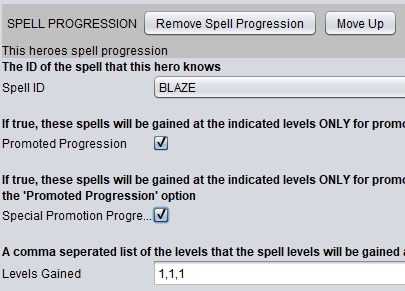 SPELL PROGRESSION Remove Spell Progression Move Up
This heroes spell progression
The ID of the spell that this hero knows
Spell ID BLAZE
If true, these spells will be gained at the indicated levels ONLY for promo
Promoted Progression
If true, these spells will be gained at the indicated levels ONLY for promo
the 'Promoted Progression' option
Special Promotion Progre...
A comma seperated list of the levels that the spell levels will be gained a
Levels Gained 1,1,1